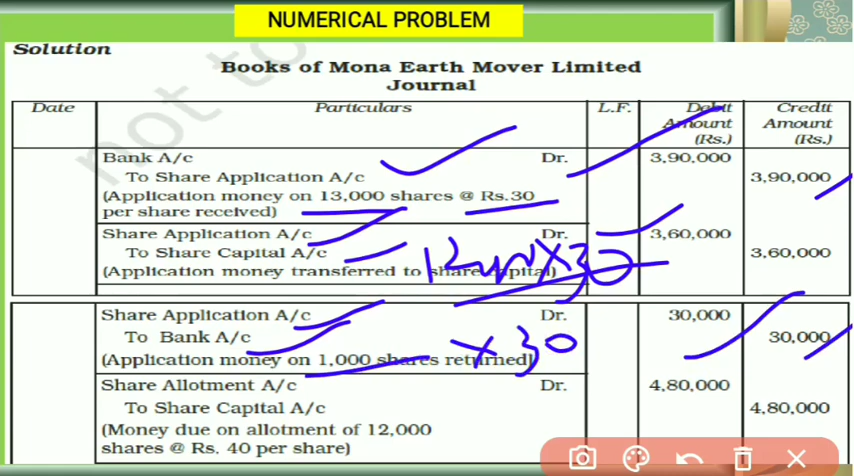 NUMERICAL PROBLEM
Solution
Books of Mona Earth Mover Limited
Journal
Date Particulars L.F. Debit Amount (Rs.) Credit Amount (Rs.)
Bank A/c Dr. 3,90,000
To Share Application A/c 3,90,000
(Application money on 13,000 shares @ Rs.30
per share received)
Share Application A/c Dr. 3,60,000
To Share Capital A/c 3,60,000
(Application money transferred to share capital)
Share Application A/c Dr. 30,000
To Bank A/c 30,000
(Application money on 1,000 shares returned)
×30
Share Allotment A/c Dr. 4,80,000
To Share Capital A/c 4,80,000
(Money due on allotment of 12,000
shares @ Rs. 40 per share)
not to